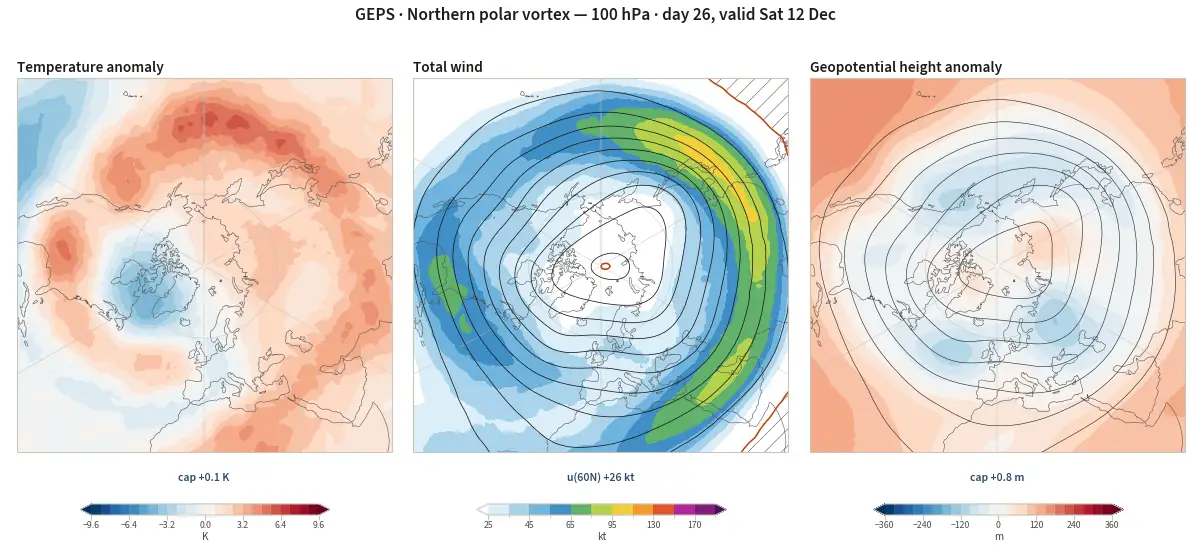 GEPS · Northern polar vortex — 100 hPa · day 26, valid Sat 12 Dec
Temperature anomaly
Total wind
Geopotential height anomaly
cap +0.1 K
u(60N) +26 kt
cap +0.8 m
−9.6 −6.4 −3.2 0.0 3.2 6.4 9.6
K
25 45 65 95 130 170
kt
−360 −240 −120 0 120 240 360
m